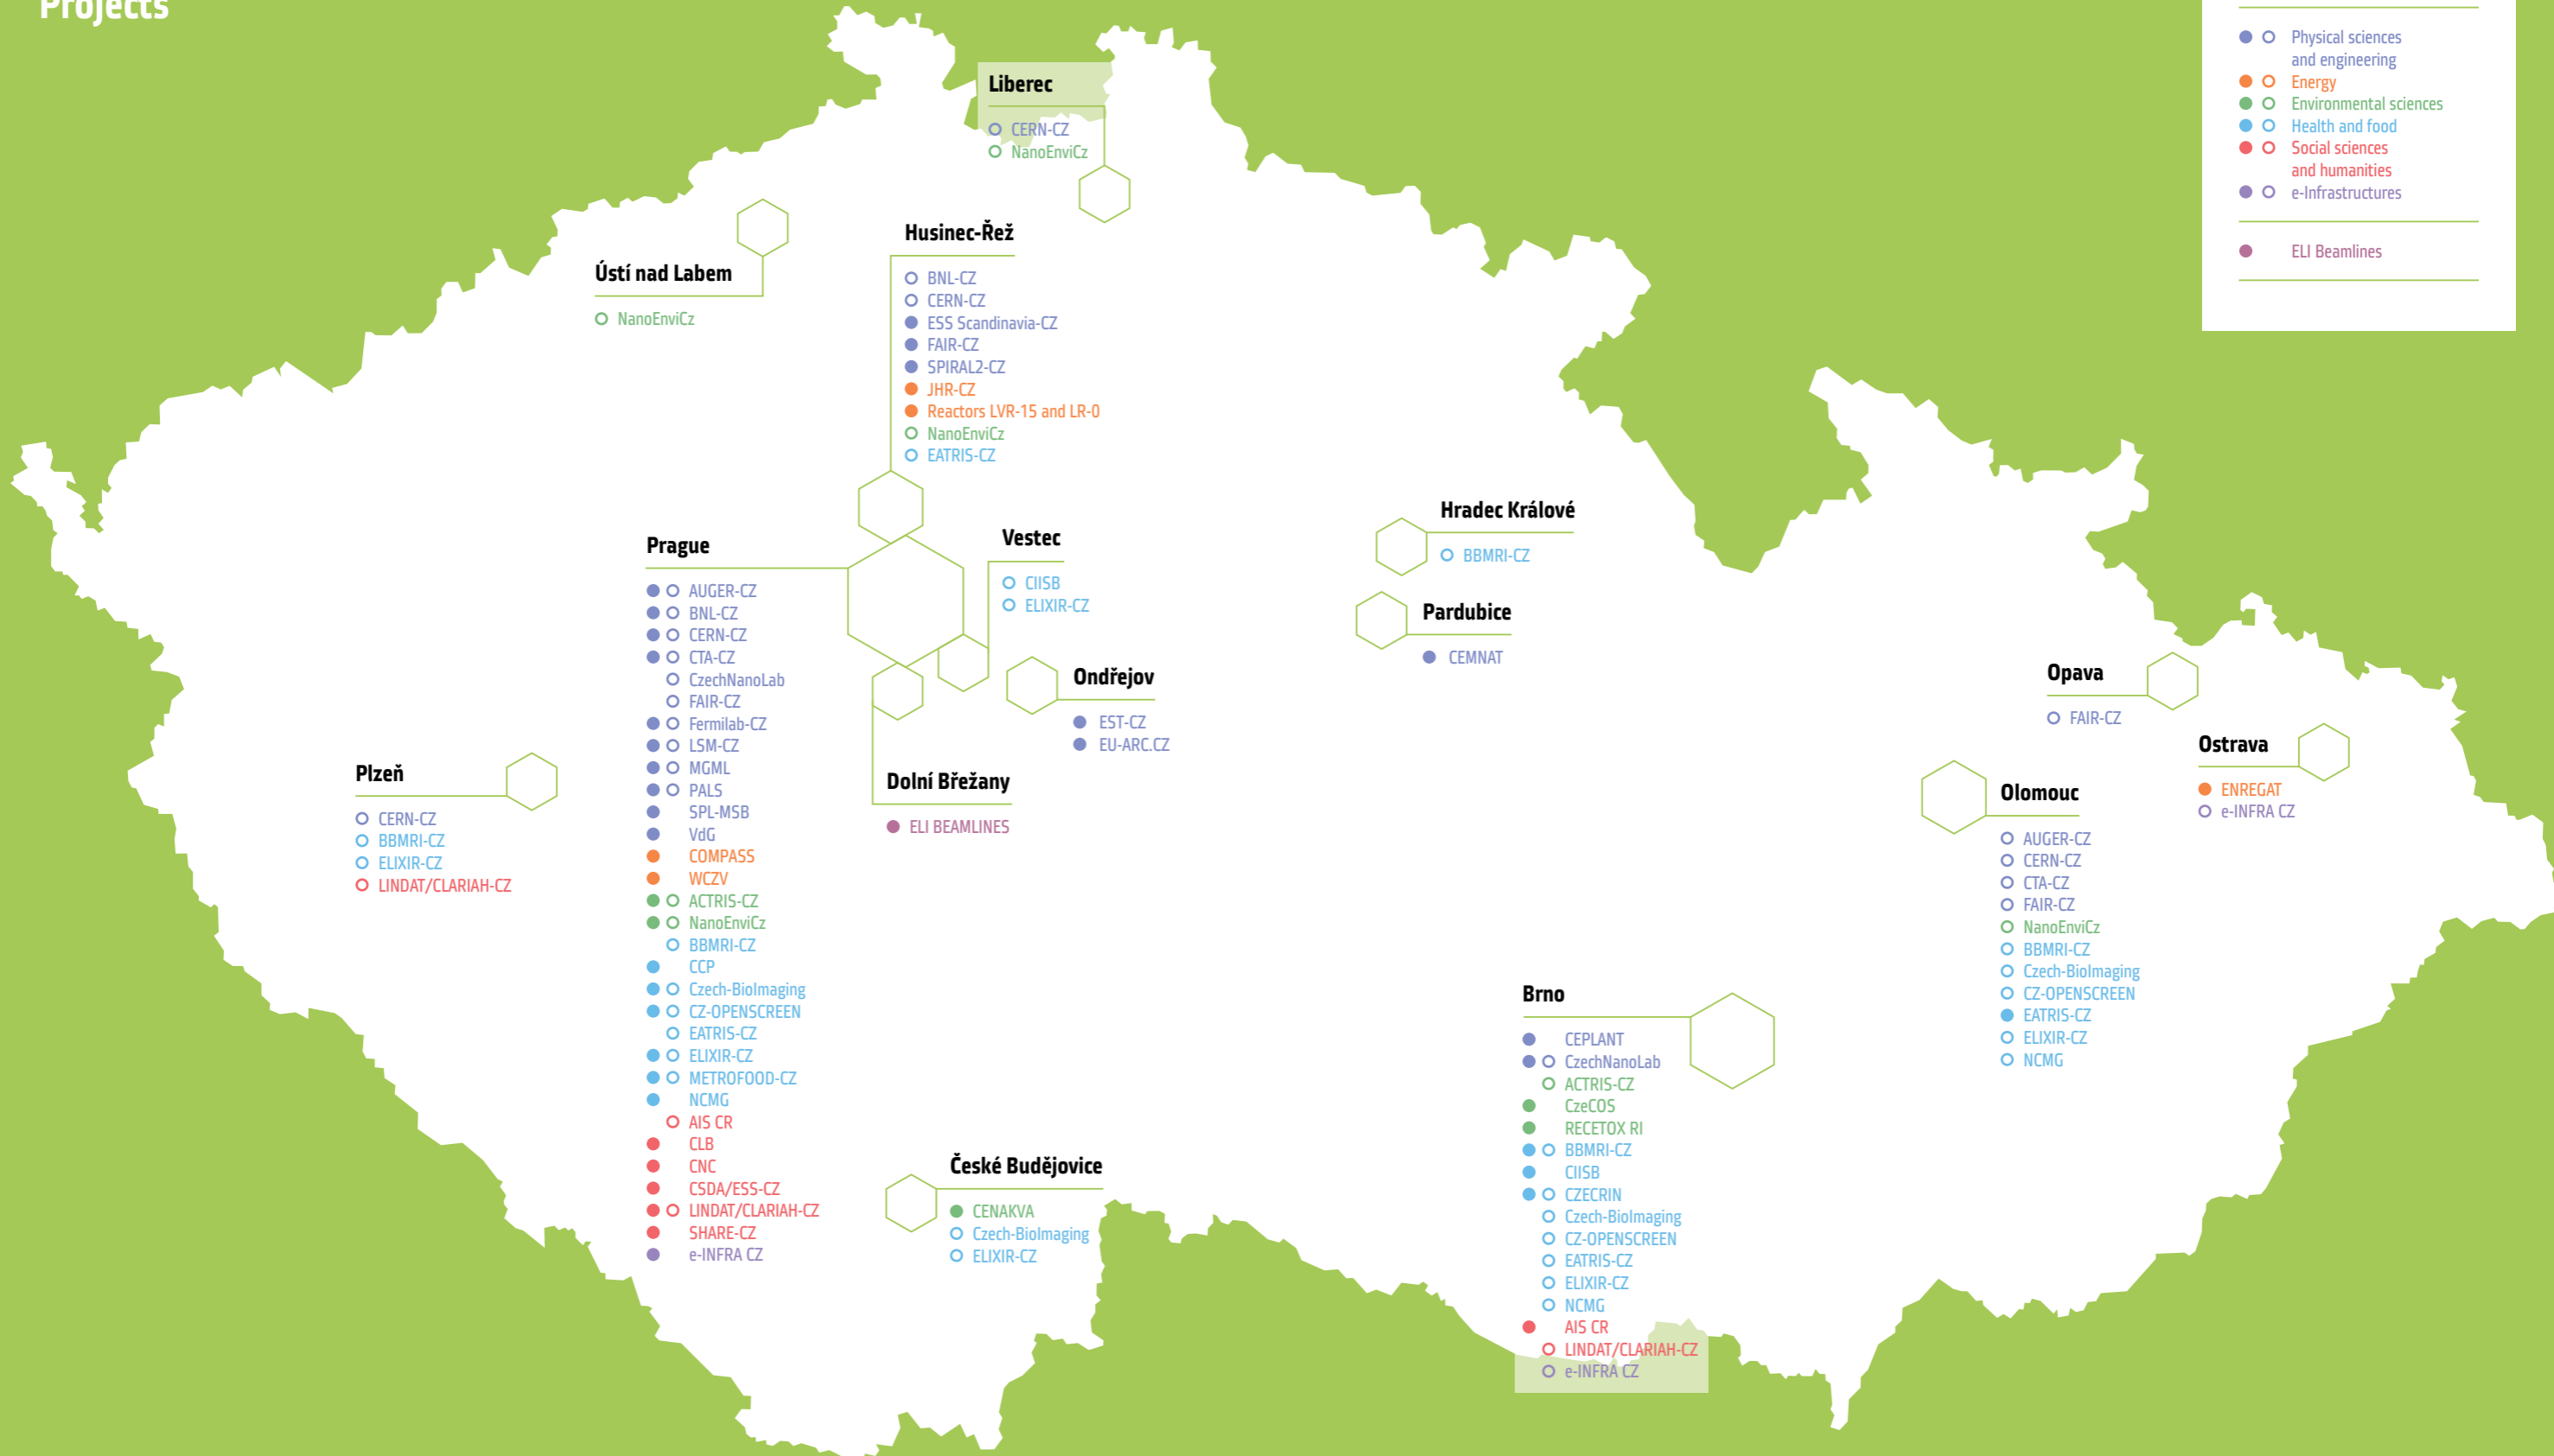 Projects
Physical sciences
and engineering
Energy
Environmental sciences
Health and food
Social sciences
and humanities
e-Infrastructures
ELI Beamlines
Liberec
CERN-CZ
NanoEnviCz
Ústí nad Labem
NanoEnviCz
Husinec-Řež
BNL-CZ
CERN-CZ
ESS Scandinavia-CZ
FAIR-CZ
SPIRAL2-CZ
JHR-CZ
Reactors LVR-15 and LR-0
NanoEnviCz
EATRIS-CZ
Prague
AUGER-CZ
BNL-CZ
CERN-CZ
CTA-CZ
CzechNanoLab
FAIR-CZ
Fermilab-CZ
LSM-CZ
MGML
PALS
SPL-MSB
VdG
COMPASS
WCZV
ACTRIS-CZ
NanoEnviCz
BBMRI-CZ
CCP
Czech-BioImaging
CZ-OPENSCREEN
EATRIS-CZ
ELIXIR-CZ
METROFOOD-CZ
NCMG
AIS CR
CLB
CNC
CSDA/ESS-CZ
LINDAT/CLARIAH-CZ
SHARE-CZ
e-INFRA CZ
Vestec
CIISB
ELIXIR-CZ
Ondřejov
EST-CZ
EU-ARC.CZ
Dolní Břežany
ELI BEAMLINES
Plzeň
CERN-CZ
BBMRI-CZ
ELIXIR-CZ
LINDAT/CLARIAH-CZ
České Budějovice
CENAKVA
Czech-BioImaging
ELIXIR-CZ
Hradec Králové
BBMRI-CZ
Pardubice
CEMNAT
Opava
FAIR-CZ
Ostrava
ENREGAT
e-INFRA CZ
Olomouc
AUGER-CZ
CERN-CZ
CTA-CZ
FAIR-CZ
NanoEnviCz
BBMRI-CZ
Czech-BioImaging
CZ-OPENSCREEN
EATRIS-CZ
ELIXIR-CZ
NCMG
Brno
CEPLANT
CzechNanoLab
ACTRIS-CZ
CzeCOS
RECETOX RI
BBMRI-CZ
CIISB
CZECRIN
Czech-BioImaging
CZ-OPENSCREEN
EATRIS-CZ
ELIXIR-CZ
NCMG
AIS CR
LINDAT/CLARIAH-CZ
e-INFRA CZ